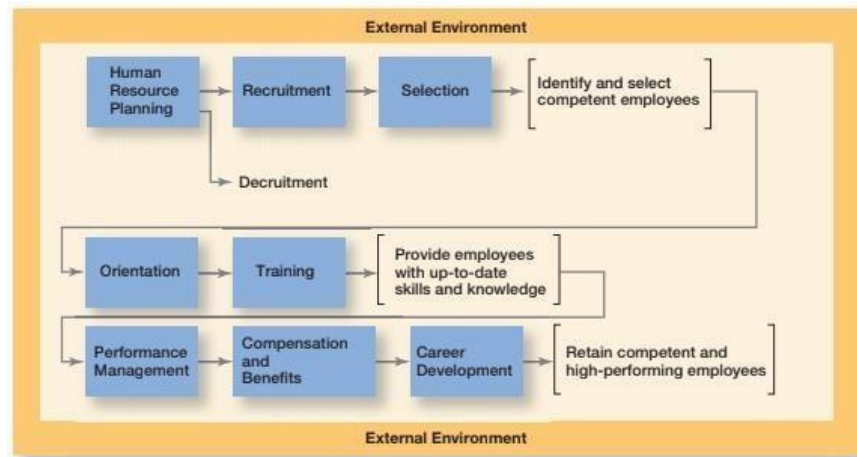 External Environment
Human
Resource
Planning
Recruitment
Selection
Identify and select
competent employees
Decruitment
Orientation
Training
Provide employees
with up-to-date
skills and knowledge
Performance
Management
Compensation
and
Benefits
Career
Development
Retain competent and
high-performing employees
External Environment